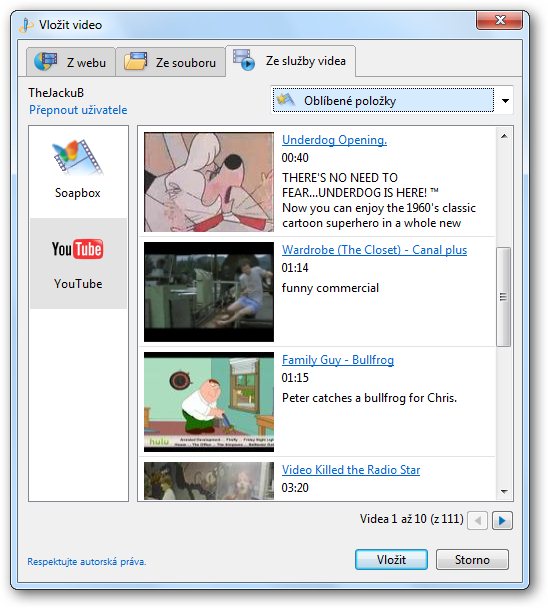 Vložit video
Z webu
Ze souboru
Ze služby videa
TheJackuB
Přepnout uživatele
Oblíbené položky
Soapbox
YouTube
YouTube
Underdog Opening.
00:40
THERE'S NO NEED TO
FEAR...UNDERDOG IS HERE! ™
Now you can enjoy the 1960's classic
cartoon superhero in a whole new
Wardrobe (The Closet) - Canal plus
01:14
funny commercial
Family Guy - Bullfrog
01:15
Peter catches a bullfrog for Chris.
hulu
Video Killed the Radio Star
03:20
Videa 1 až 10 (z 111)
Respektujte autorská práva.
Vložit
Storno